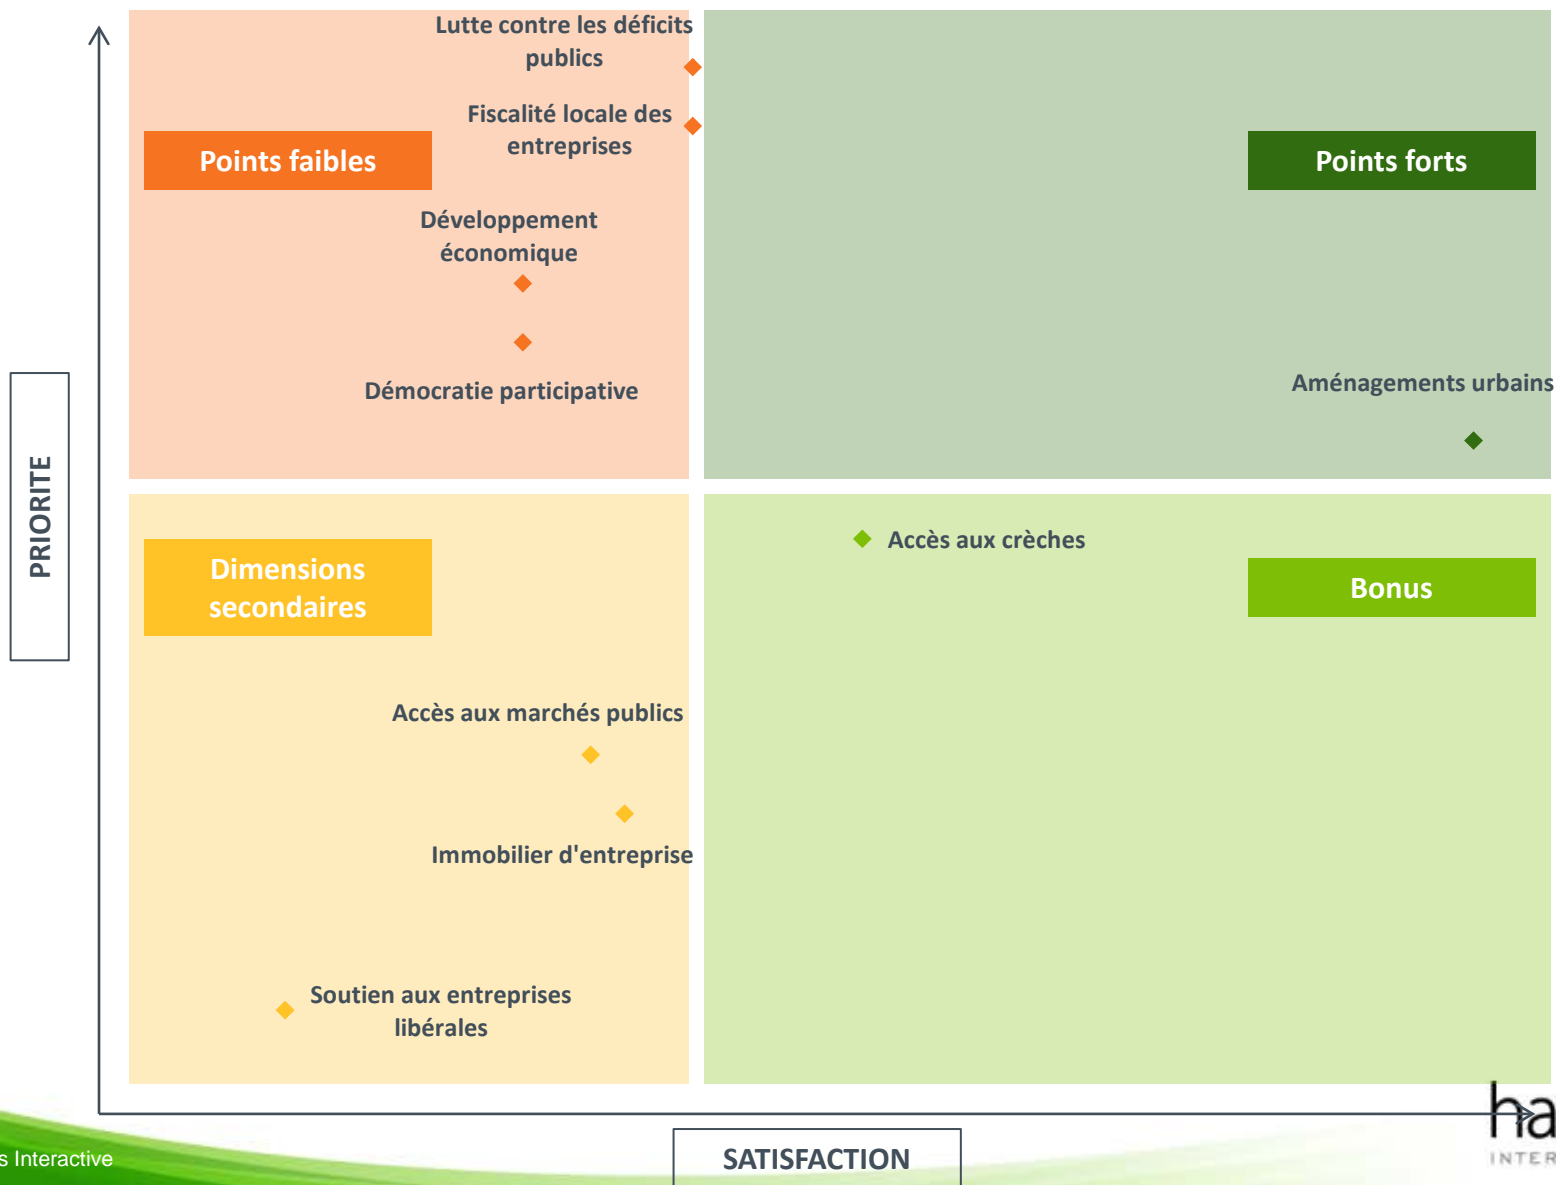 Lutte contre les déficits
publics
Fiscalité locale des
entreprises
Points faibles
Points forts
Développement
économique
Démocratie participative
Aménagements urbains
PRIORITE
Accès aux crèches
Dimensions
secondaires
Bonus
Accès aux marchés publics
Immobilier d'entreprise
Soutien aux entreprises
libérales
SATISFACTION
Interactive